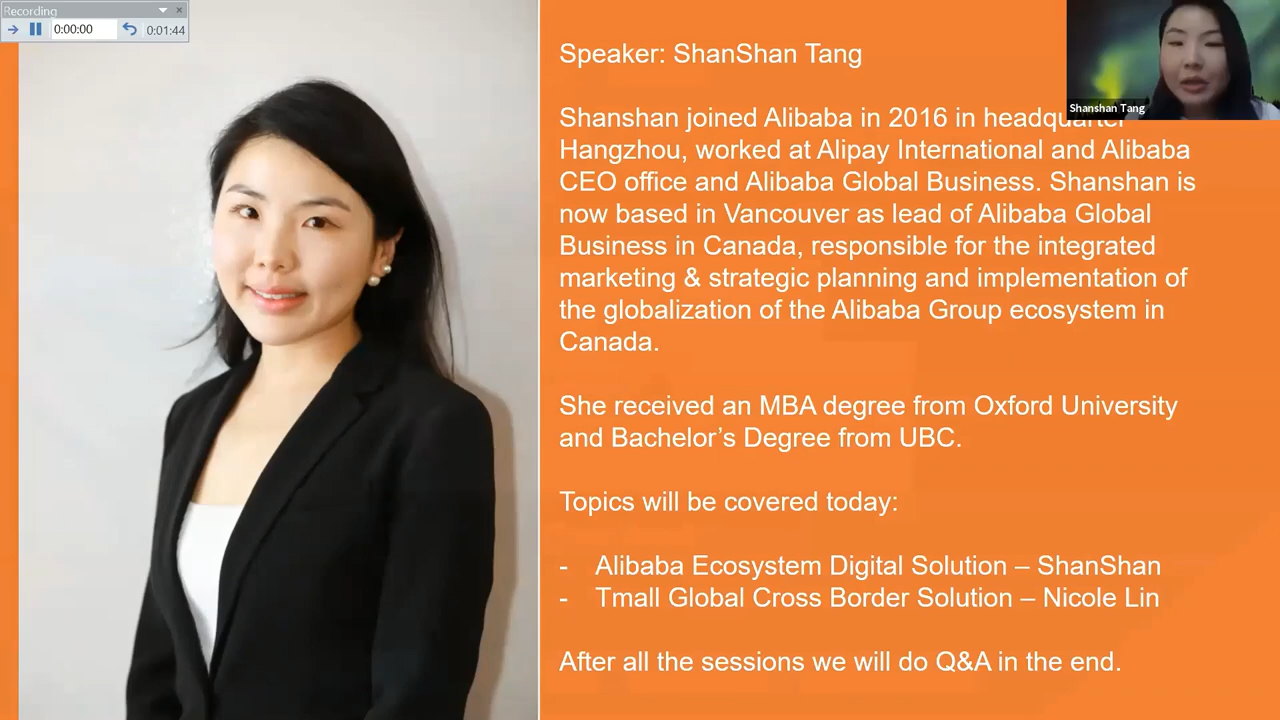 Recording
0:00:00
0:01:44
Speaker: ShanShan Tang
Shanshan Tang
Shanshan joined Alibaba in 2016 in headquarter
Hangzhou, worked at Alipay International and Alibaba
CEO office and Alibaba Global Business. Shanshan is
now based in Vancouver as lead of Alibaba Global
Business in Canada, responsible for the integrated
marketing & strategic planning and implementation of
the globalization of the Alibaba Group ecosystem in
Canada.
She received an MBA degree from Oxford University
and Bachelor’s Degree from UBC.
Topics will be covered today:
- Alibaba Ecosystem Digital Solution – ShanShan
- Tmall Global Cross Border Solution – Nicole Lin
After all the sessions we will do Q&A in the end.